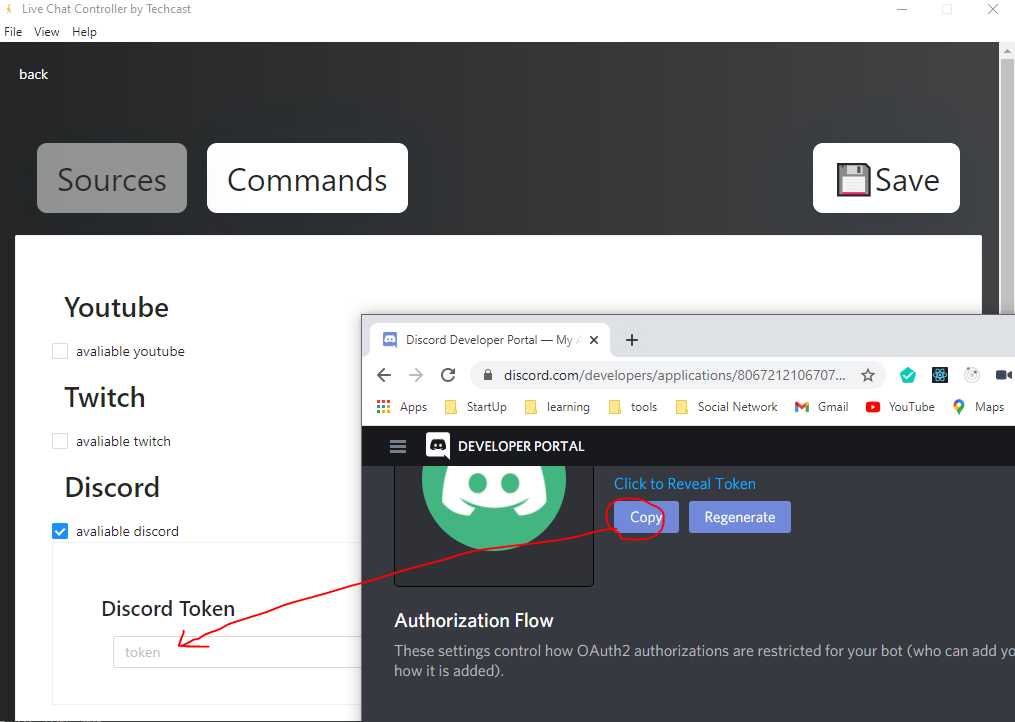 Live Chat Controller by Techcast
File View Help
back
Sources Commands Save
Youtube
avaliable youtube
Twitch
avaliable twitch
Discord
avaliable discord
Discord Token
token
Discord Developer Portal — My
discord.com/developers/applications/8067212106707...
Apps StartUp learning tools Social Network Gmail YouTube Maps
DEVELOPER PORTAL
Click to Reveal Token
Copy Regenerate
Authorization Flow
These settings control how OAuth2 authorizations are restricted for your bot (who can add yo
how it is added).